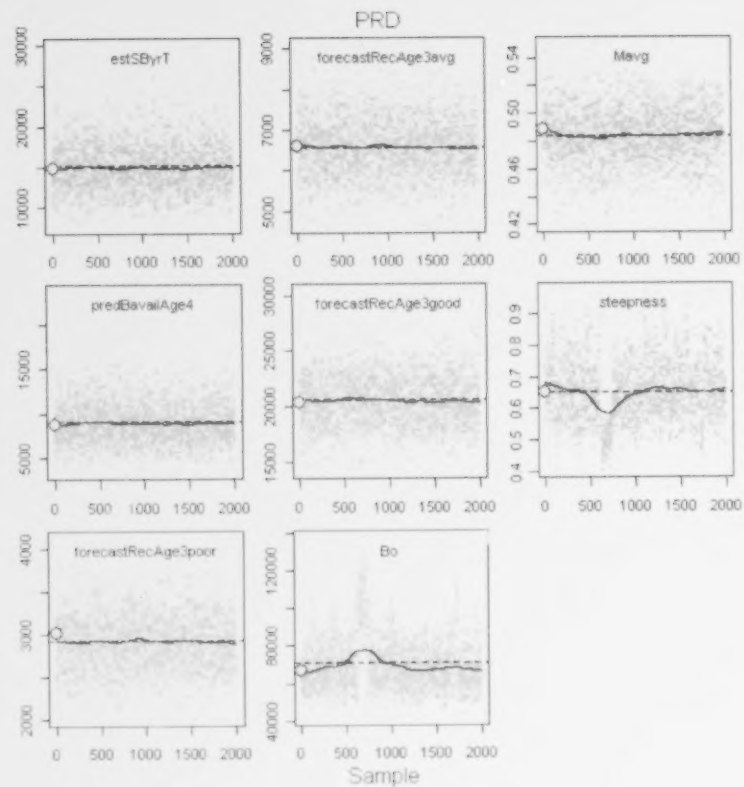 PRD
estSByrT
30000
20000
10000
0 500 1000 1500 2000
forecastRecAge3avg
9000
7000
5000
0 500 1000 1500 2000
Mavg
0.54
0.50
0.46
0.42
0 500 1000 1500 2000
predBavailAge4
15000
5000
0 500 1000 1500 2000
forecastRecAge3good
30000
25000
20000
15000
0 500 1000 1500 2000
steepness
0.9
0.8
0.7
0.6
0.5
0.4
0 500 1000 1500 2000
forecastRecAge3poor
4000
3000
2000
0 500 1000 1500 2000
Bo
120000
80000
40000
0 500 1000 1500 2000
Sample